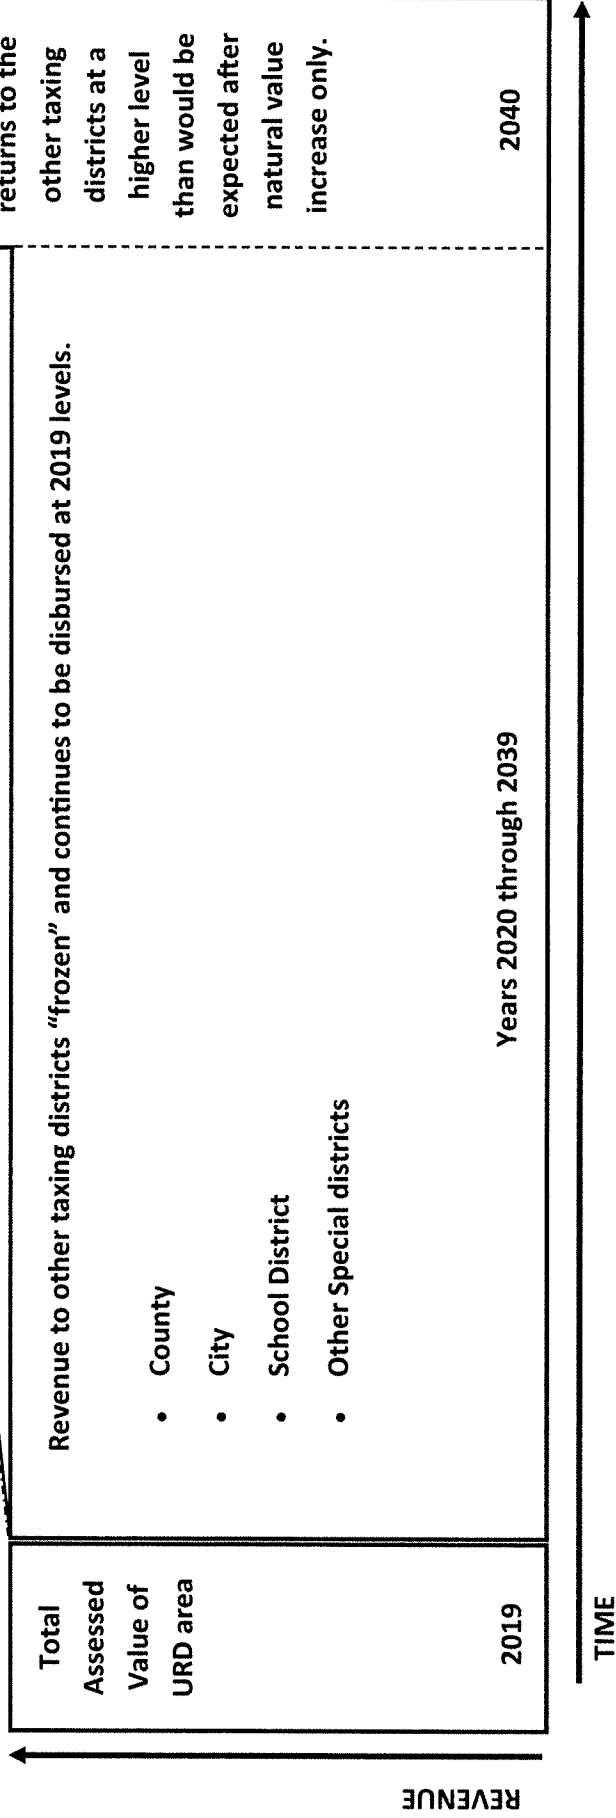 returns to the
other taxing
districts at a
higher level
than would be
expected after
natural value
increase only.
2040
Revenue to other taxing districts “frozen” and continues to be disbursed at 2019 levels.
• County
• City
• School District
• Other Special districts
Years 2020 through 2039
Total
Assessed
Value of
URD area
2019
REVENUE
TIME